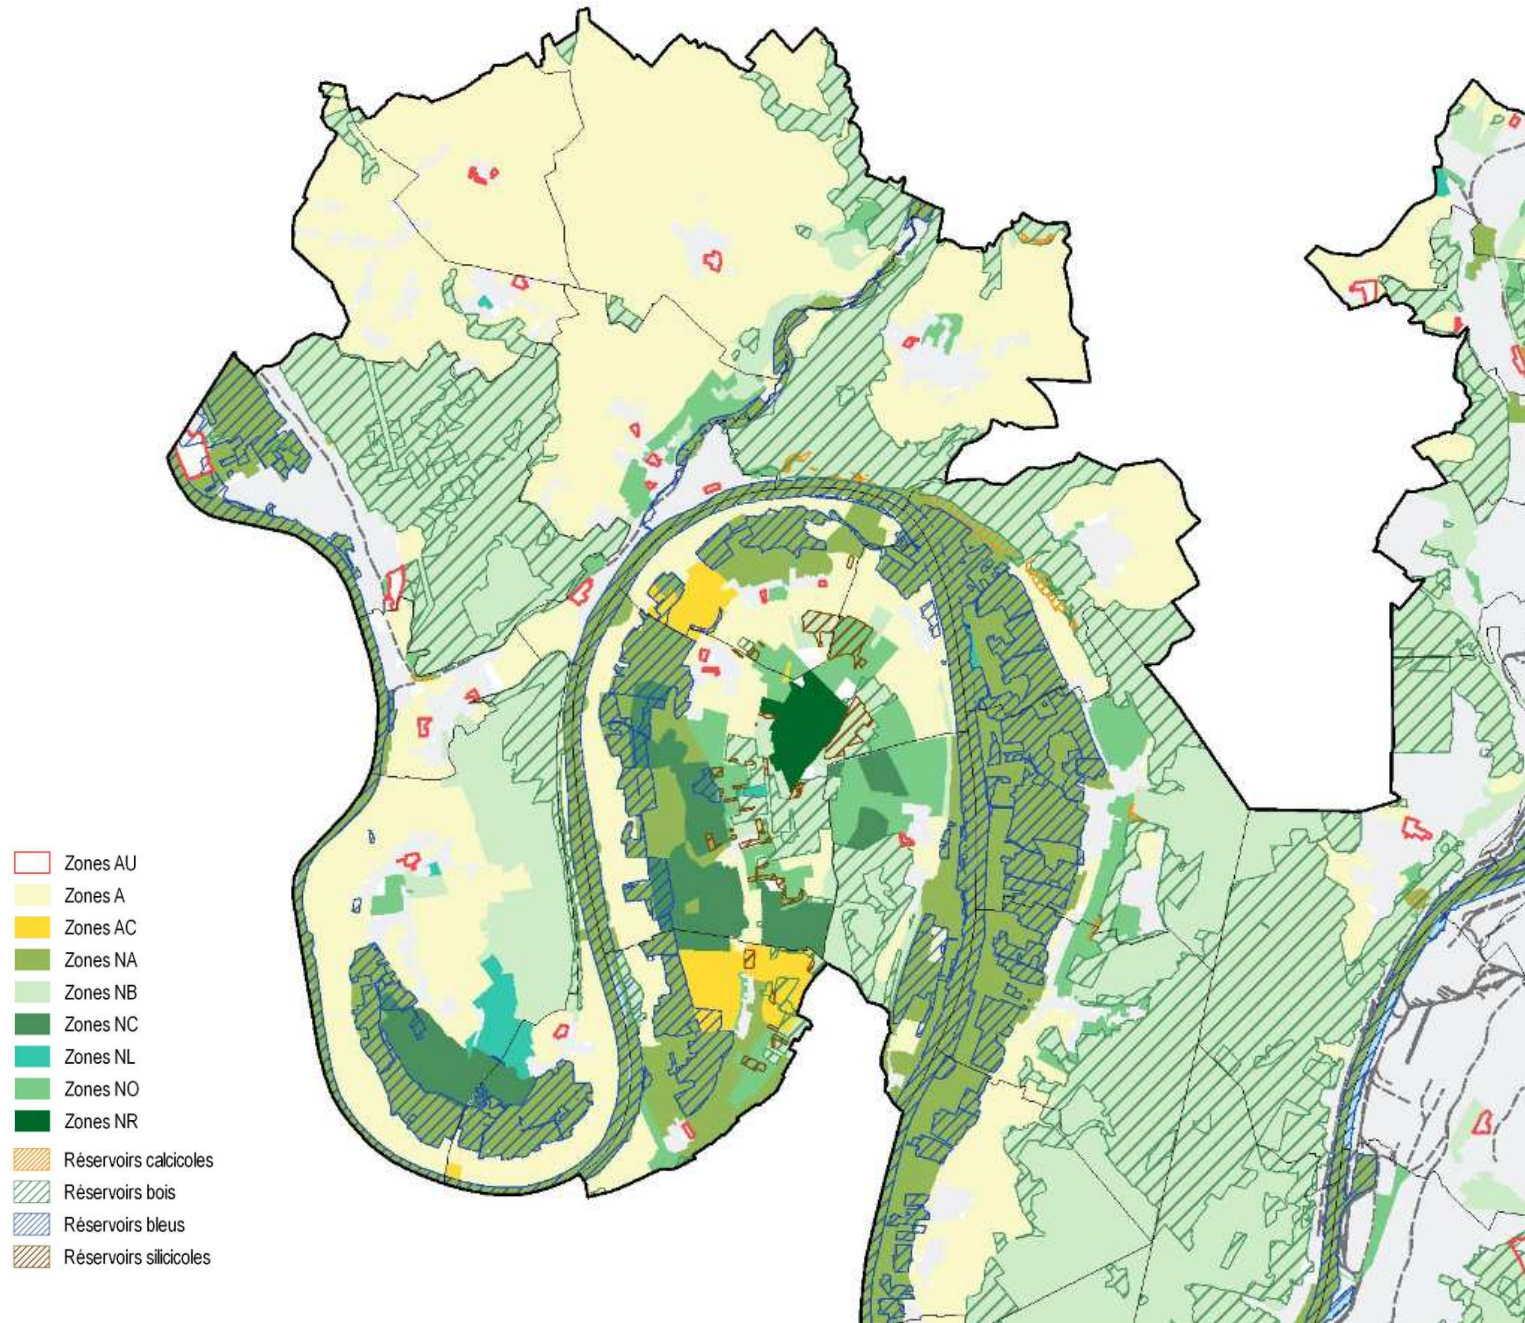 Zones AU
Zones A
Zones AC
Zones NA
Zones NB
Zones NC
Zones NL
Zones NO
Zones NR
Réservoirs calcicoles
Réservoirs bois
Réservoirs bleus
Réservoirs silicicoles